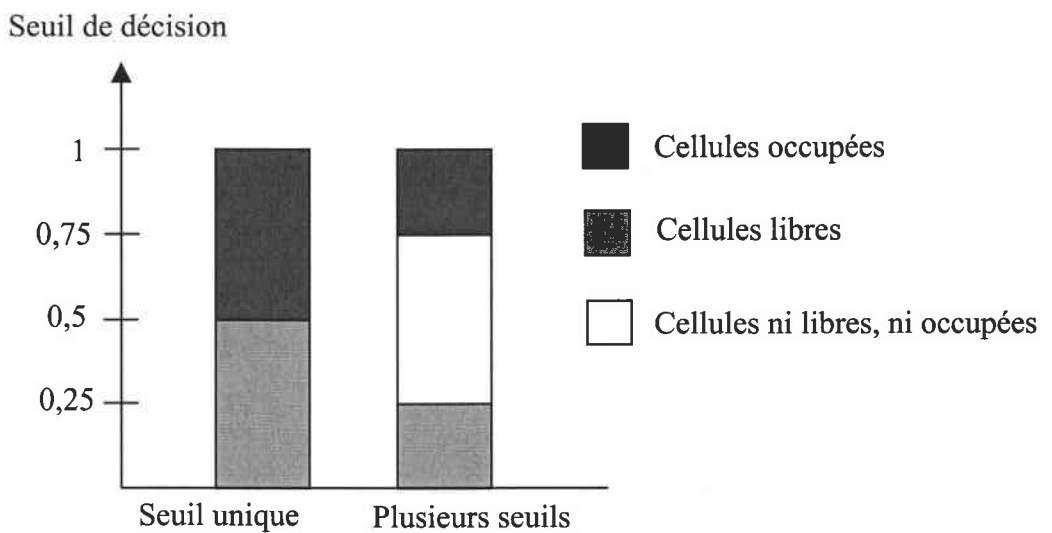 Seuil de décision
1
0,75
0,5
0,25
Seuil unique
Plusieurs seuils
Cellules occupées
Cellules libres
Cellules ni libres, ni occupées